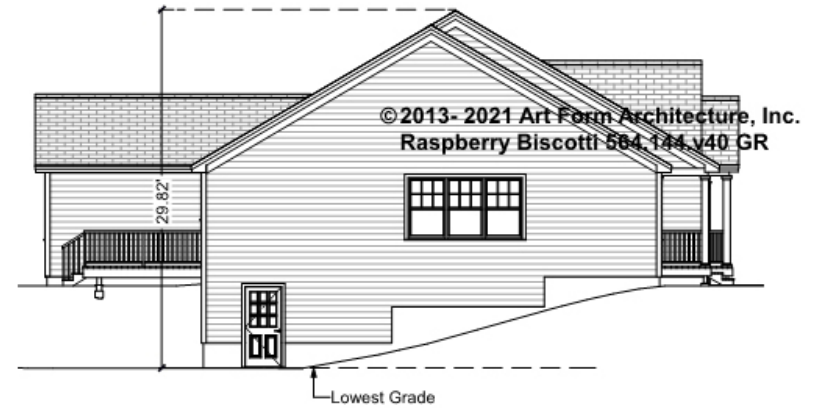 ©2013- 2021 Art Form Architecture, Inc.
Raspberry Biscotti 564.144.v40 GR
29.82'
Lowest Grade